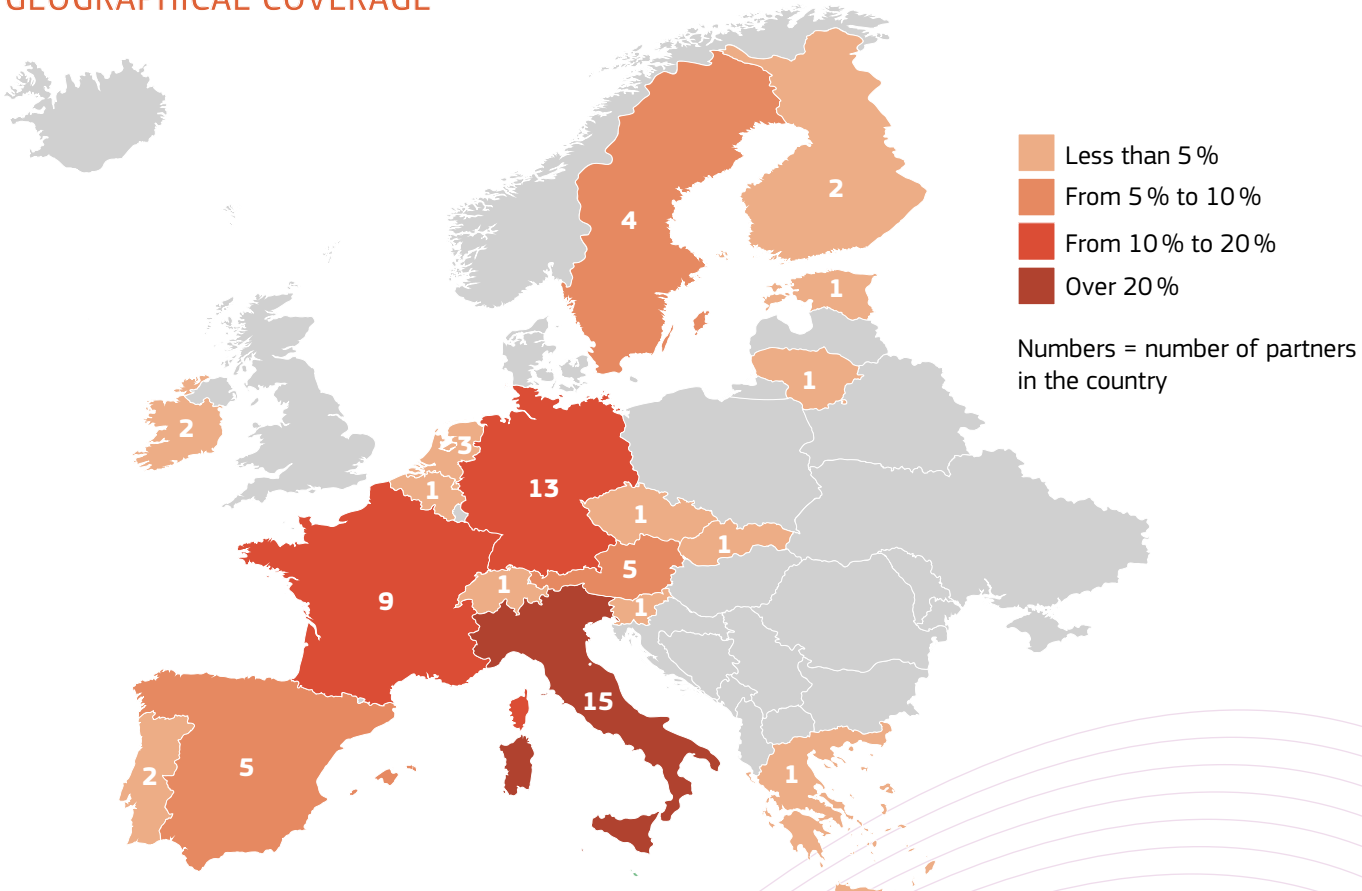 GEOGRAPHICAL COVERAGE
Less than 5 %
From 5 % to 10 %
From 10 % to 20 %
Over 20 %
Numbers = number of partners
in the country
2
4
1
1
2
3
1
13
1
1
5
1
1
9
15
2
5
1